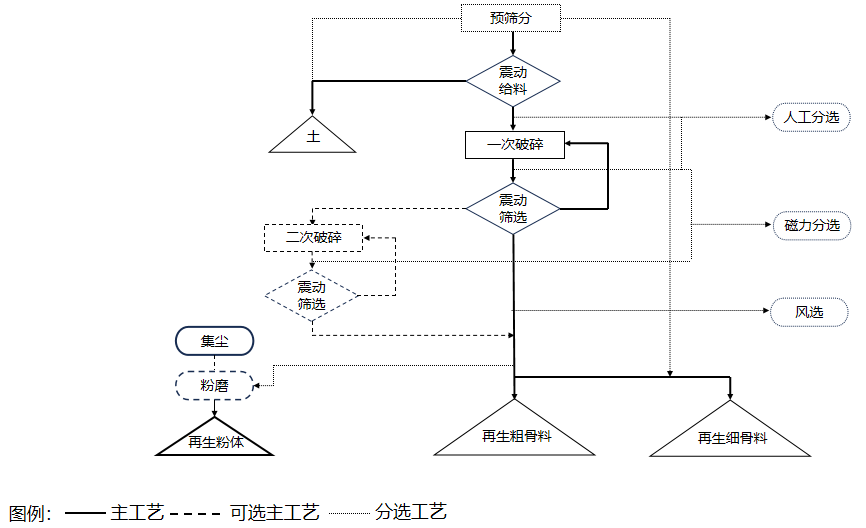 预筛分
震动
给料
人工分选
土
一次破碎
震动
筛选
磁力分选
二次破碎
震动
筛选
风选
集尘
粉磨
再生粉体
再生粗骨料
再生细骨料
图例： 主工艺 可选主工艺 分选工艺